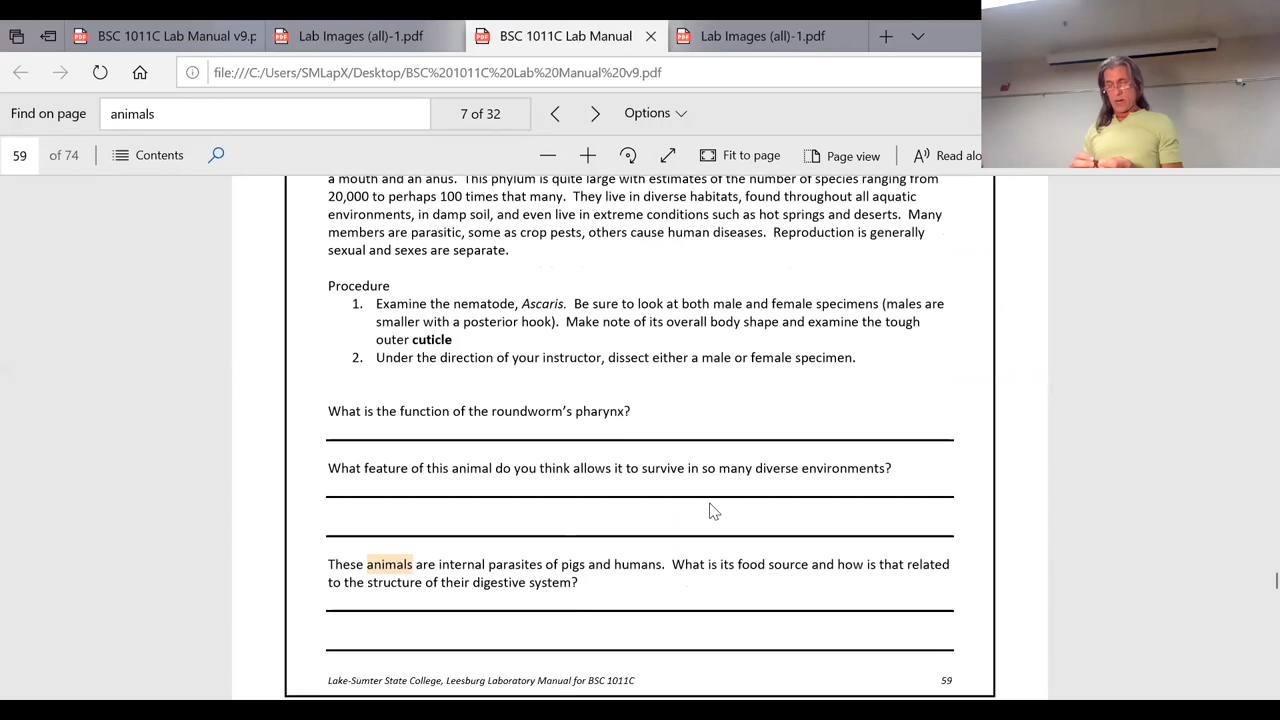 BSC 1011C Lab Manual v9.p
Lab Images (all)-1.pdf
BSC 1011C Lab Manual
Lab Images (all)-1.pdf
file:///C:/Users/SMLapX/Desktop/BSC%201011C%20Lab%20Manual%20v9.pdf
Find on page
animals
7 of 32
Options
59
of 74
Contents
Fit to page
Page view
Read alo
a mouth and an anus. This phylum is quite large with estimates of the number of species ranging from
20,000 to perhaps 100 times that many. They live in diverse habitats, found throughout all aquatic
environments, in damp soil, and even live in extreme conditions such as hot springs and deserts. Many
members are parasitic, some as crop pests, others cause human diseases. Reproduction is generally
sexual and sexes are separate.
Procedure
1. Examine the nematode, Ascaris. Be sure to look at both male and female specimens (males are
smaller with a posterior hook). Make note of its overall body shape and examine the tough
outer cuticle
2. Under the direction of your instructor, dissect either a male or female specimen.
What is the function of the roundworm's pharynx?
What feature of this animal do you think allows it to survive in so many diverse environments?
These animals are internal parasites of pigs and humans. What is its food source and how is that related
to the structure of their digestive system?
Lake-Sumter State College, Leesburg Laboratory Manual for BSC 1011C
59